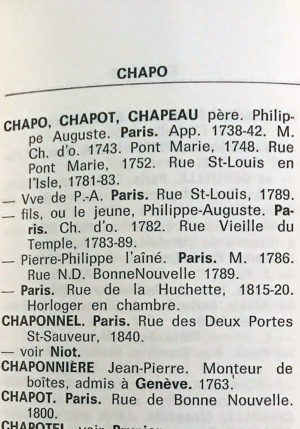 CHAPO
CHAPO, CHAPOT, CHAPEAU père. Philip-
pe Auguste. Paris. App. 1738-42. M.
Ch. d'o. 1743. Pont Marie, 1748. Rue
Pont Marie, 1752. Rue St-Louis en
l'Isle, 1781-83.
— Vve de P.-A. Paris. Rue St-Louis, 1789.
— fils, ou le jeune, Philippe-Auguste. Pa-
ris. Ch. d'o. 1782. Rue Vieille du
Temple, 1783-89.
— Pierre-Philippe l'aîné. Paris. M. 1786.
Rue N.D. BonneNouvelle 1789.
— Paris. Rue de la Huchette, 1815-20.
Horloger en chambre.
CHAPONNEL. Paris. Rue des Deux Portes
St-Sauveur, 1840.
— voir Niot.
CHAPONNIÈRE Jean-Pierre. Monteur de
boîtes, admis à Genève. 1763.
CHAPOT. Paris. Rue de Bonne Nouvelle.
1800.
CHAPOTEL voir